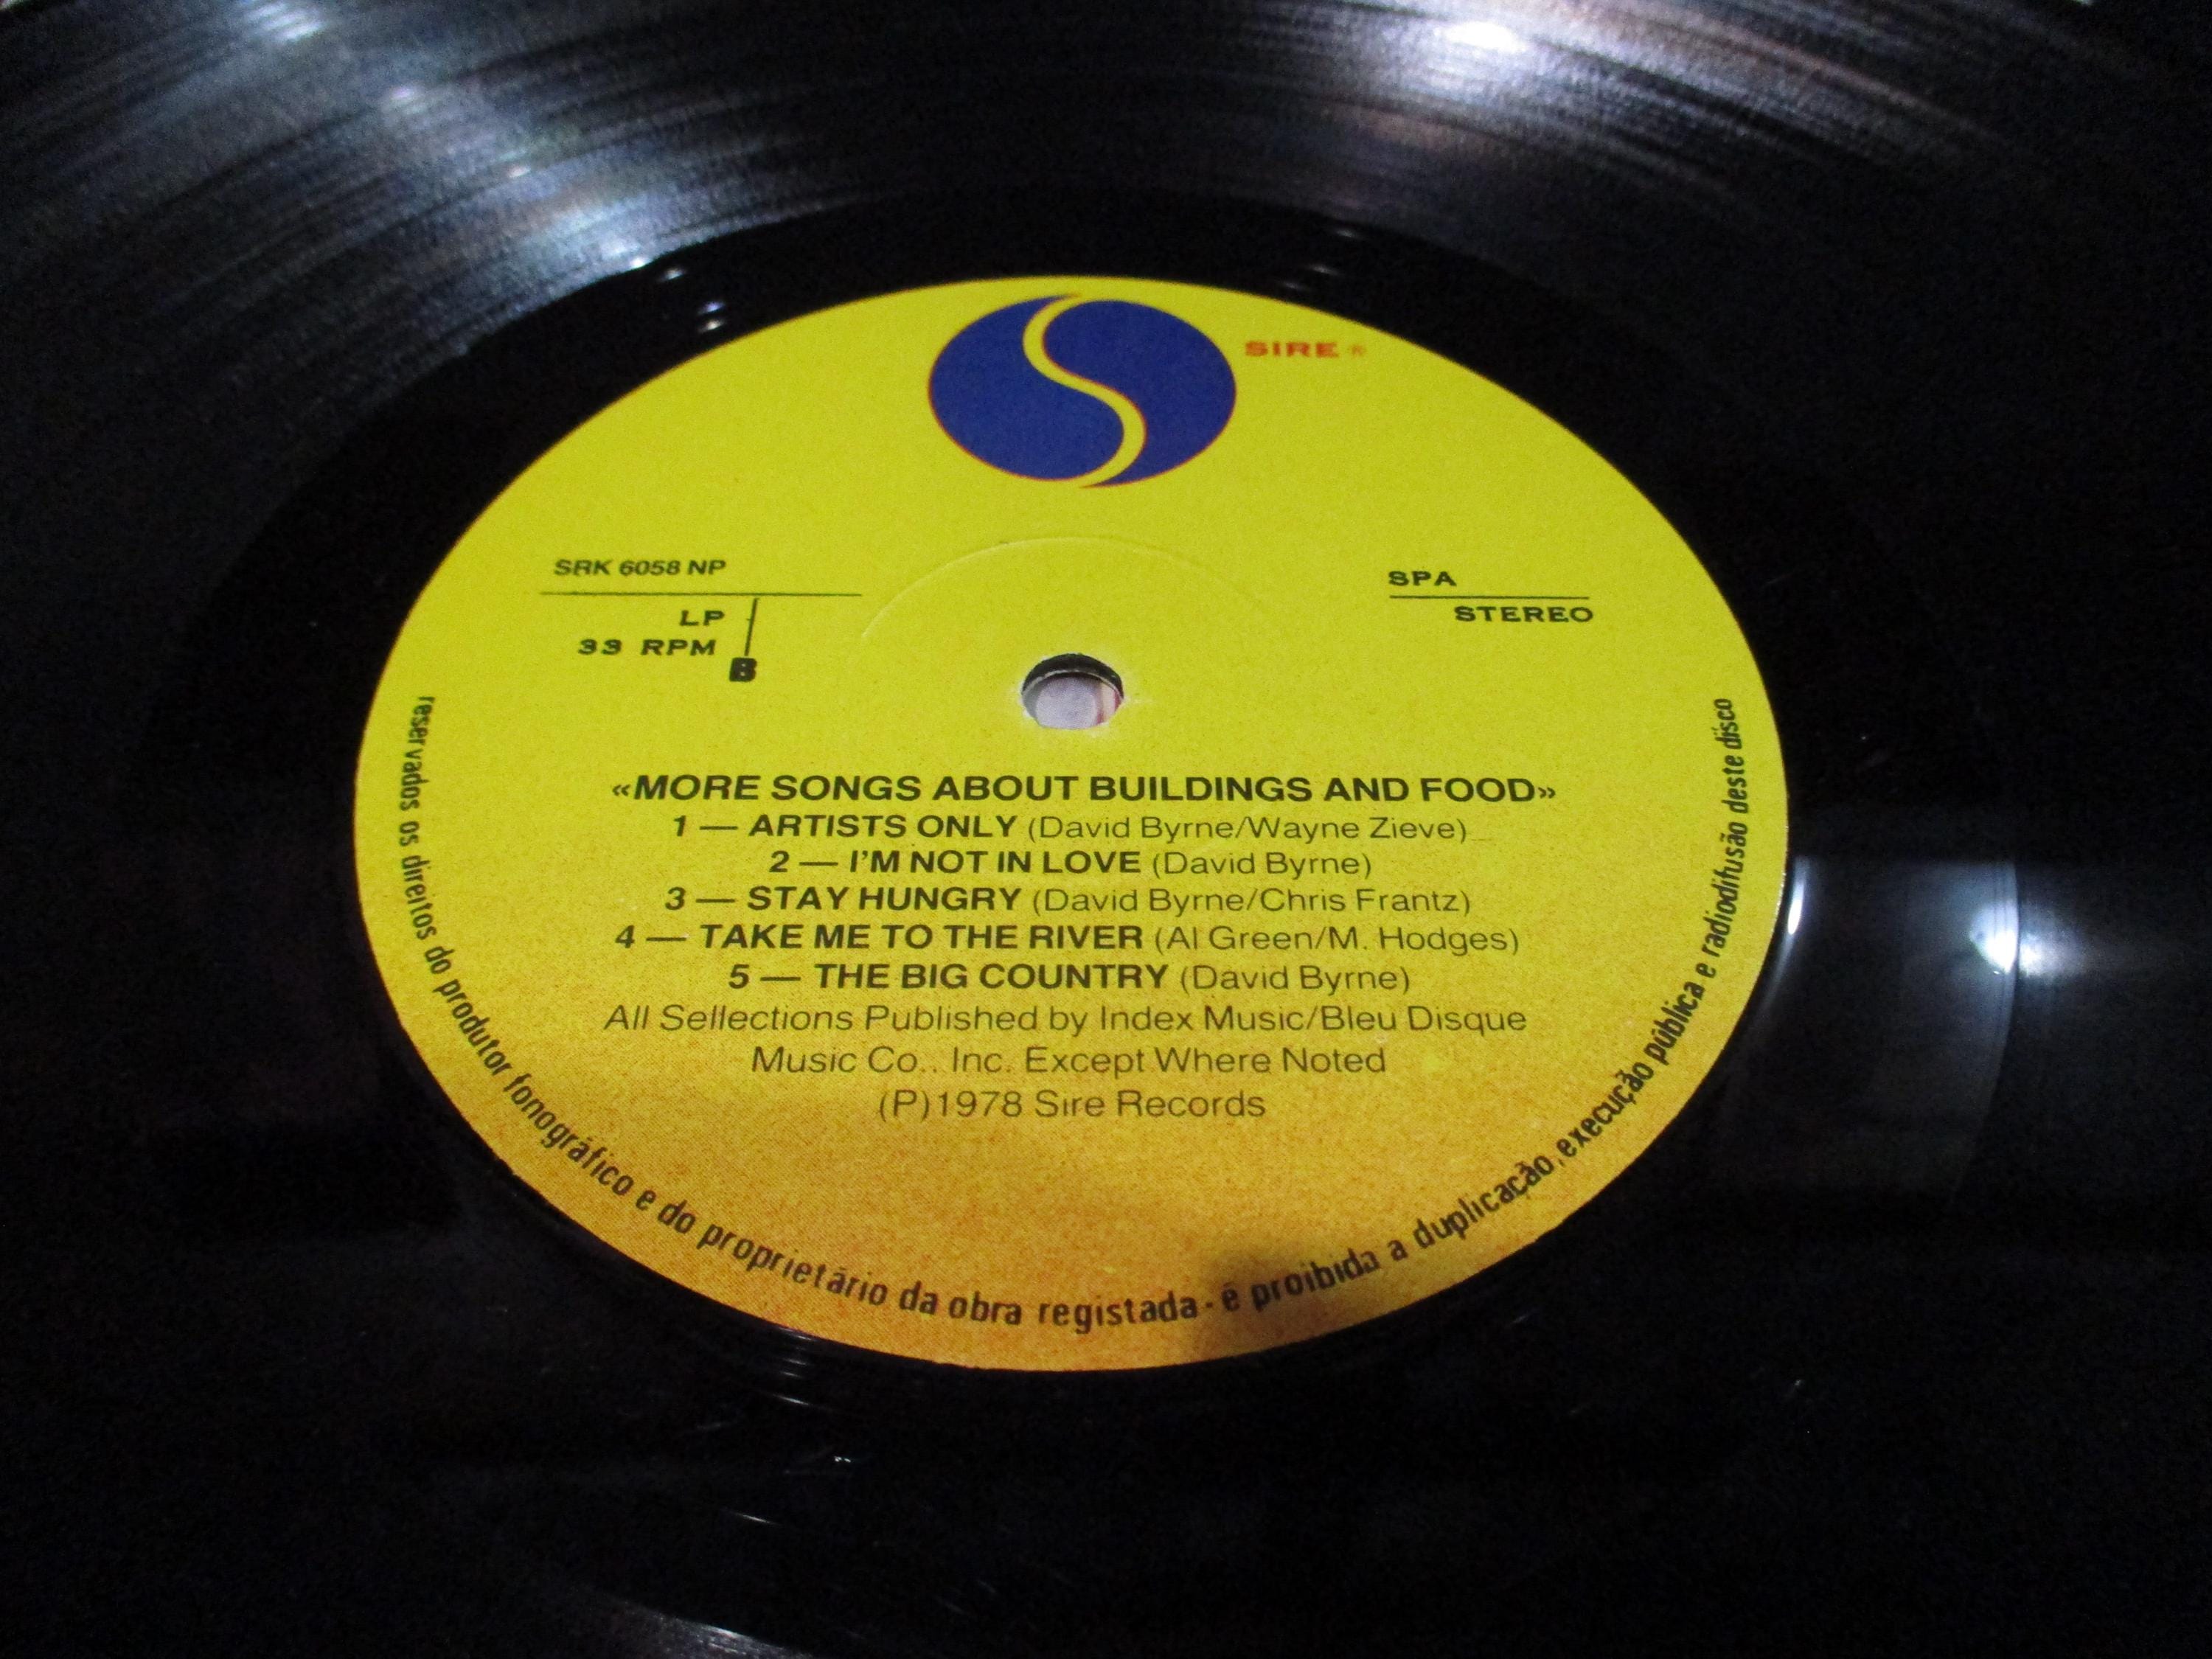 SIRE ®
SRK 6058 NP
LP
33 RPM
B
SPA
STEREO
«MORE SONGS ABOUT BUILDINGS AND FOOD»
1 — ARTISTS ONLY (David Byrne/Wayne Zieve)
2 — I'M NOT IN LOVE (David Byrne)
3 — STAY HUNGRY (David Byrne/Chris Frantz)
4 — TAKE ME TO THE RIVER (Al Green/M. Hodges)
5 — THE BIG COUNTRY (David Byrne)
All Sellections Published by Index Music/Bleu Disque
Music Co.. Inc. Except Where Noted
(P)1978 Sire Records
reservados os direitos do produtor fonográfico e do proprietário da obra registada - é proibida a duplicação, execução pública e radiodifusão deste disco